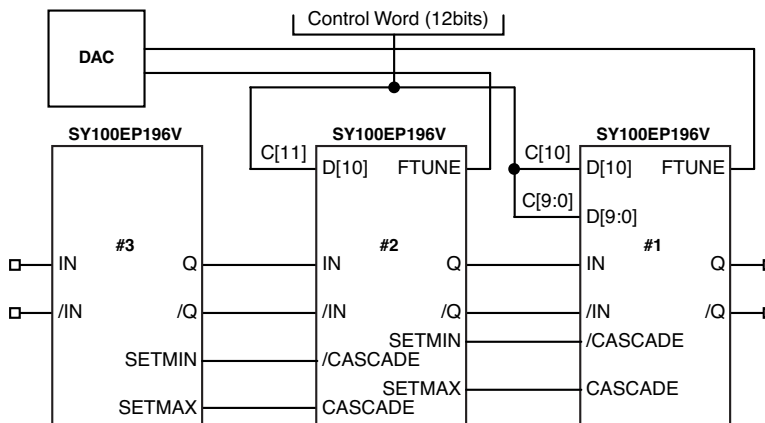 Control Word (12bits)
DAC
SY100EP196V
SY100EP196V
SY100EP196V
C[11]
D[10]
FTUNE
C[10]
D[10]
FTUNE
C[9:0]
D[9:0]
#3
#2
#1
IN
Q
IN
Q
IN
Q
/IN
/Q
/IN
/Q
/IN
/Q
SETMIN
/CASCADE
SETMIN
/CASCADE
SETMAX
CASCADE
SETMAX
CASCADE